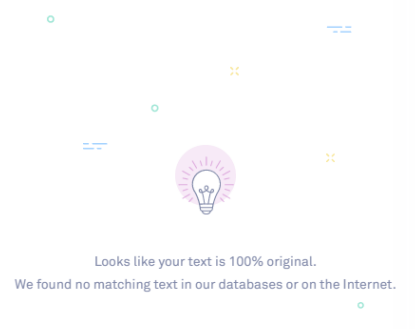 Looks like your text is 100% original.
We found no matching text in our databases or on the Internet.